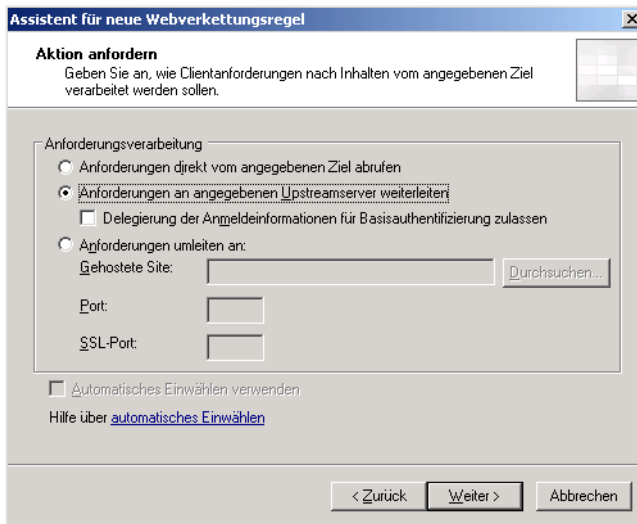 Assistent für neue Webverkettungsregel
Aktion anfordern
Geben Sie an, wie Clientanforderungen nach Inhalten vom angegebenen Ziel
verarbeitet werden sollen.
Anforderungsverarbeitung
Anforderungen direkt vom angegebenen Ziel abrufen
Anforderungen an angegebenen Upstreamserver weiterleiten
Delegierung der Anmeldeinformationen für Basisauthentifizierung zulassen
Anforderungen umleiten an:
Gehostete Site:
Durchsuchen...
Port:
SSL-Port:
Automatisches Einwählen verwenden
Hilfe über automatisches Einwählen
< Zurück
Weiter >
Abbrechen